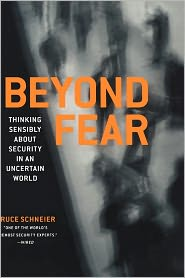 BEYOND
FEAR
THINKING
SENSIBLY
ABOUT
SECURITY
IN AN
UNCERTAIN
WORLD
RUCE SCHNEIER
"ONE OF THE WORLD'S
EMOST SECURITY EXPERTS."
—WIRED